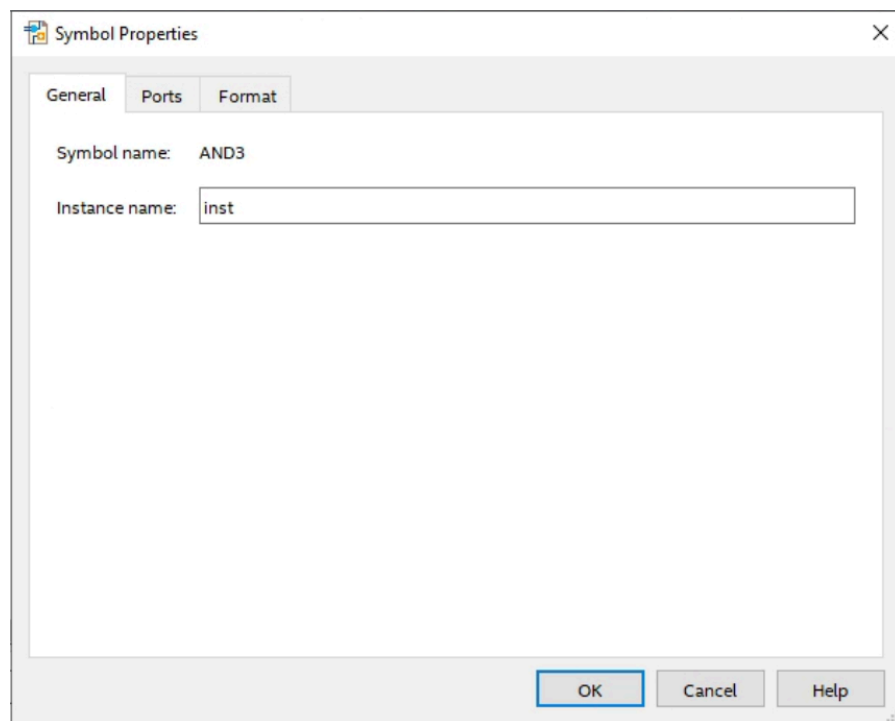 Symbol Properties
General Ports Format
Symbol name: AND3
Instance name: inst
OK Cancel Help